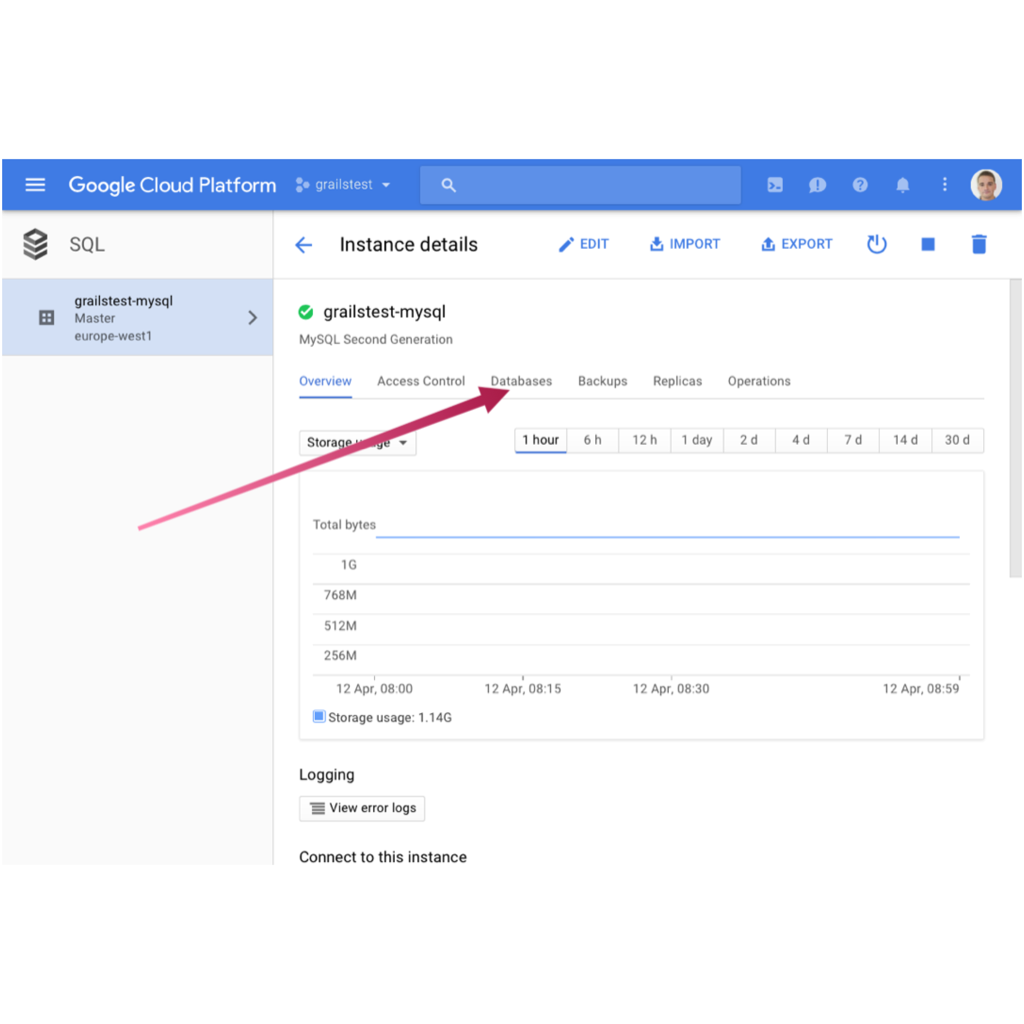 Google Cloud Platform grailstest
SQL
Instance details EDIT IMPORT EXPORT
grailstest-mysql
Master
europe-west1
grailstest-mysql
MySQL Second Generation
Overview Access Control Databases Backups Replicas Operations
Storage usage 1 hour 6 h 12 h 1 day 2 d 4 d 7 d 14 d 30 d
Total bytes
1G
768M
512M
256M
12 Apr, 08:00 12 Apr, 08:15 12 Apr, 08:30 12 Apr, 08:59
Storage usage: 1.14G
Logging
View error logs
Connect to this instance